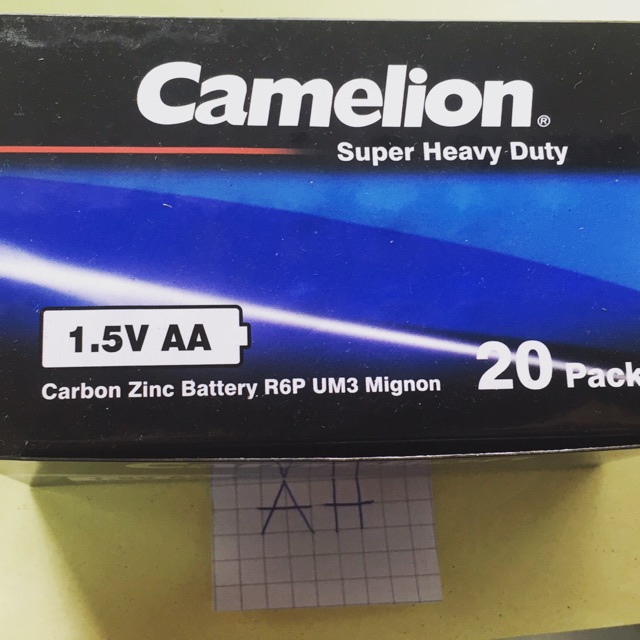 Camelion®
Super Heavy Duty
1.5V AA
20 Pack
Carbon Zinc Battery R6P UM3 Mignon
AH